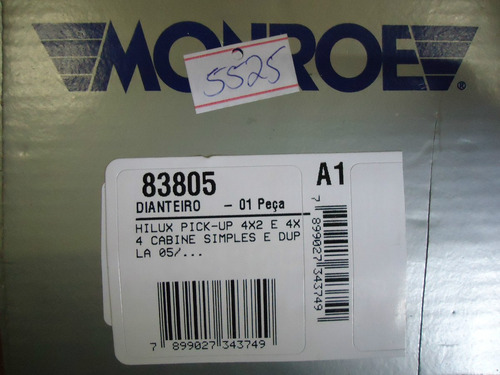 MONROE®
5525
83805 A1
DIANTEIRO - 01 Peça
HILUX PICK-UP 4X2 E 4X
4 CABINE SIMPLES E DUP
LA 05/...
7 899027 343749
7 899027 343749